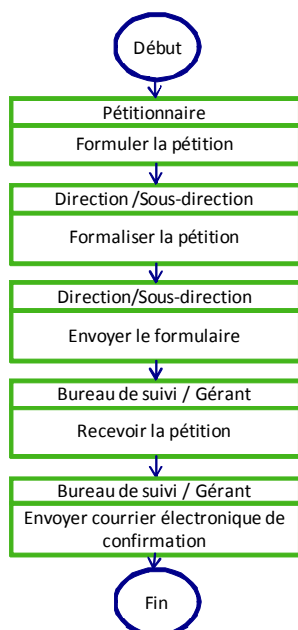 Début
Pétitionnaire
Formuler la pétition
Direction /Sous-direction
Formaliser la pétition
Direction/Sous-direction
Envoyer le formulaire
Bureau de suivi / Gérant
Recevoir la pétition
Bureau de suivi / Gérant
Envoyer courrier électronique de
confirmation
Fin